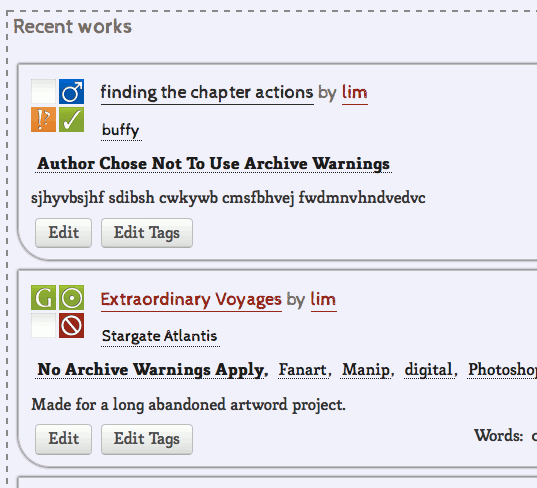 Recent works
finding the chapter actions by lim
buffy
Author Chose Not To Use Archive Warnings
sjhyvbsjhf sdibsh cwkywb cmsfbhvej fwdmnvhndvedvc
Edit Edit Tags
G
Extraordinary Voyages by lim
Stargate Atlantis
No Archive Warnings Apply, Fanart, Manip, digital,
Made for a long abandoned artword project.
Words:
Edit Edit Tags